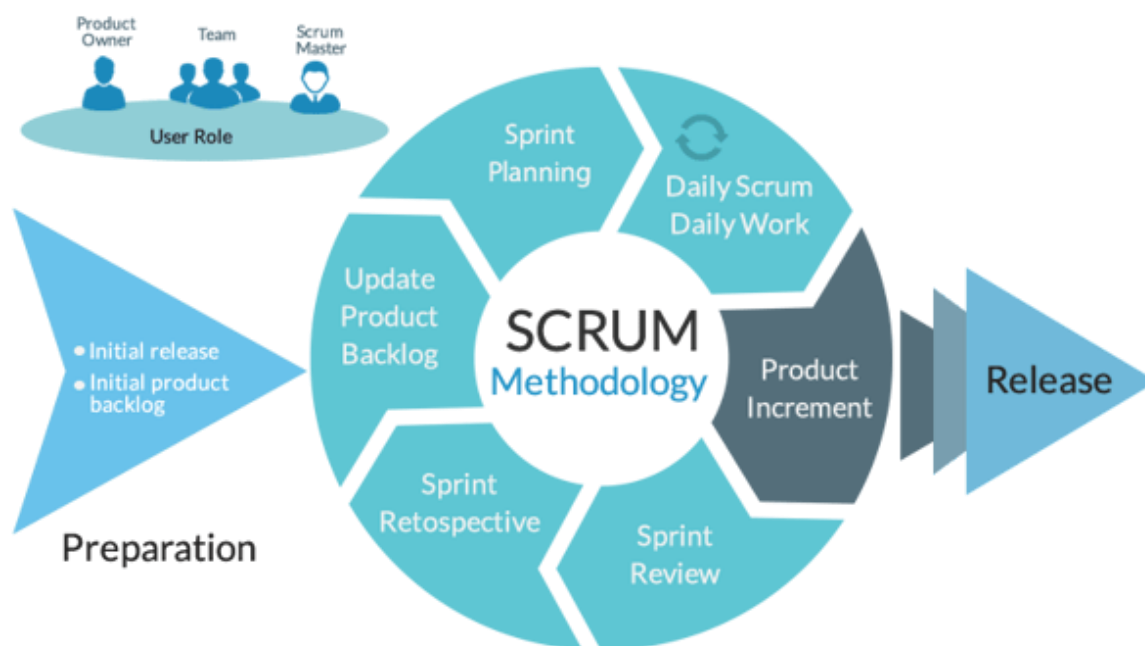 Product
Owner
Team
Scrum
Master
User Role
Sprint
Planning
Daily Scrum
Daily Work
Update
Product
Backlog
SCRUM
Methodology
Product
Increment
Release
• Initial release
• Initial product
backlog
Preparation
Sprint
Retospective
Sprint
Review